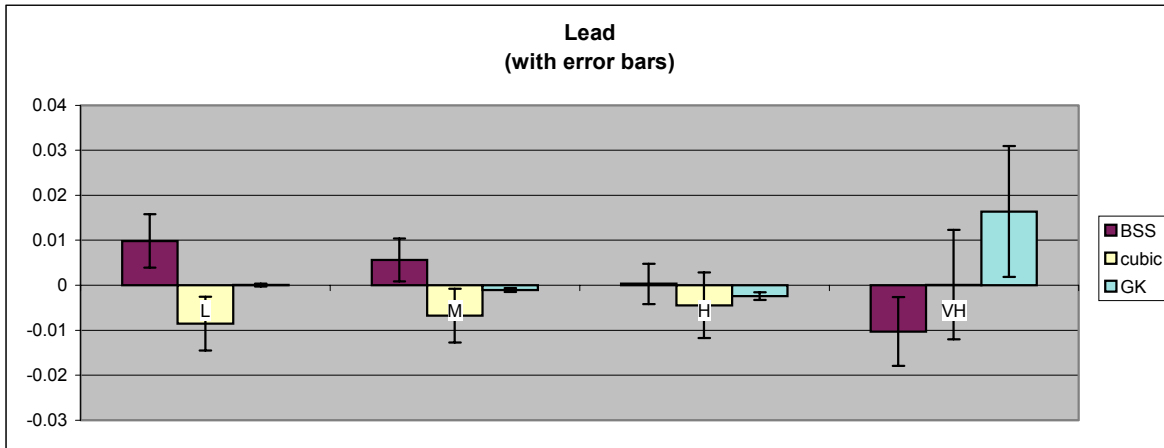 Lead
(with error bars)
0.04
0.03
0.02
0.01
0
-0.01
-0.02
-0.03
L
M
H
VH
BSS
cubic
GK